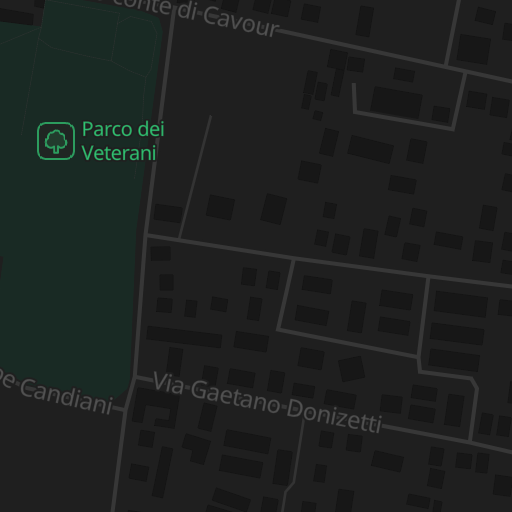 conte di Cavour
Parco dei
Veterani
De Candiani
Via Gaetano Donizetti